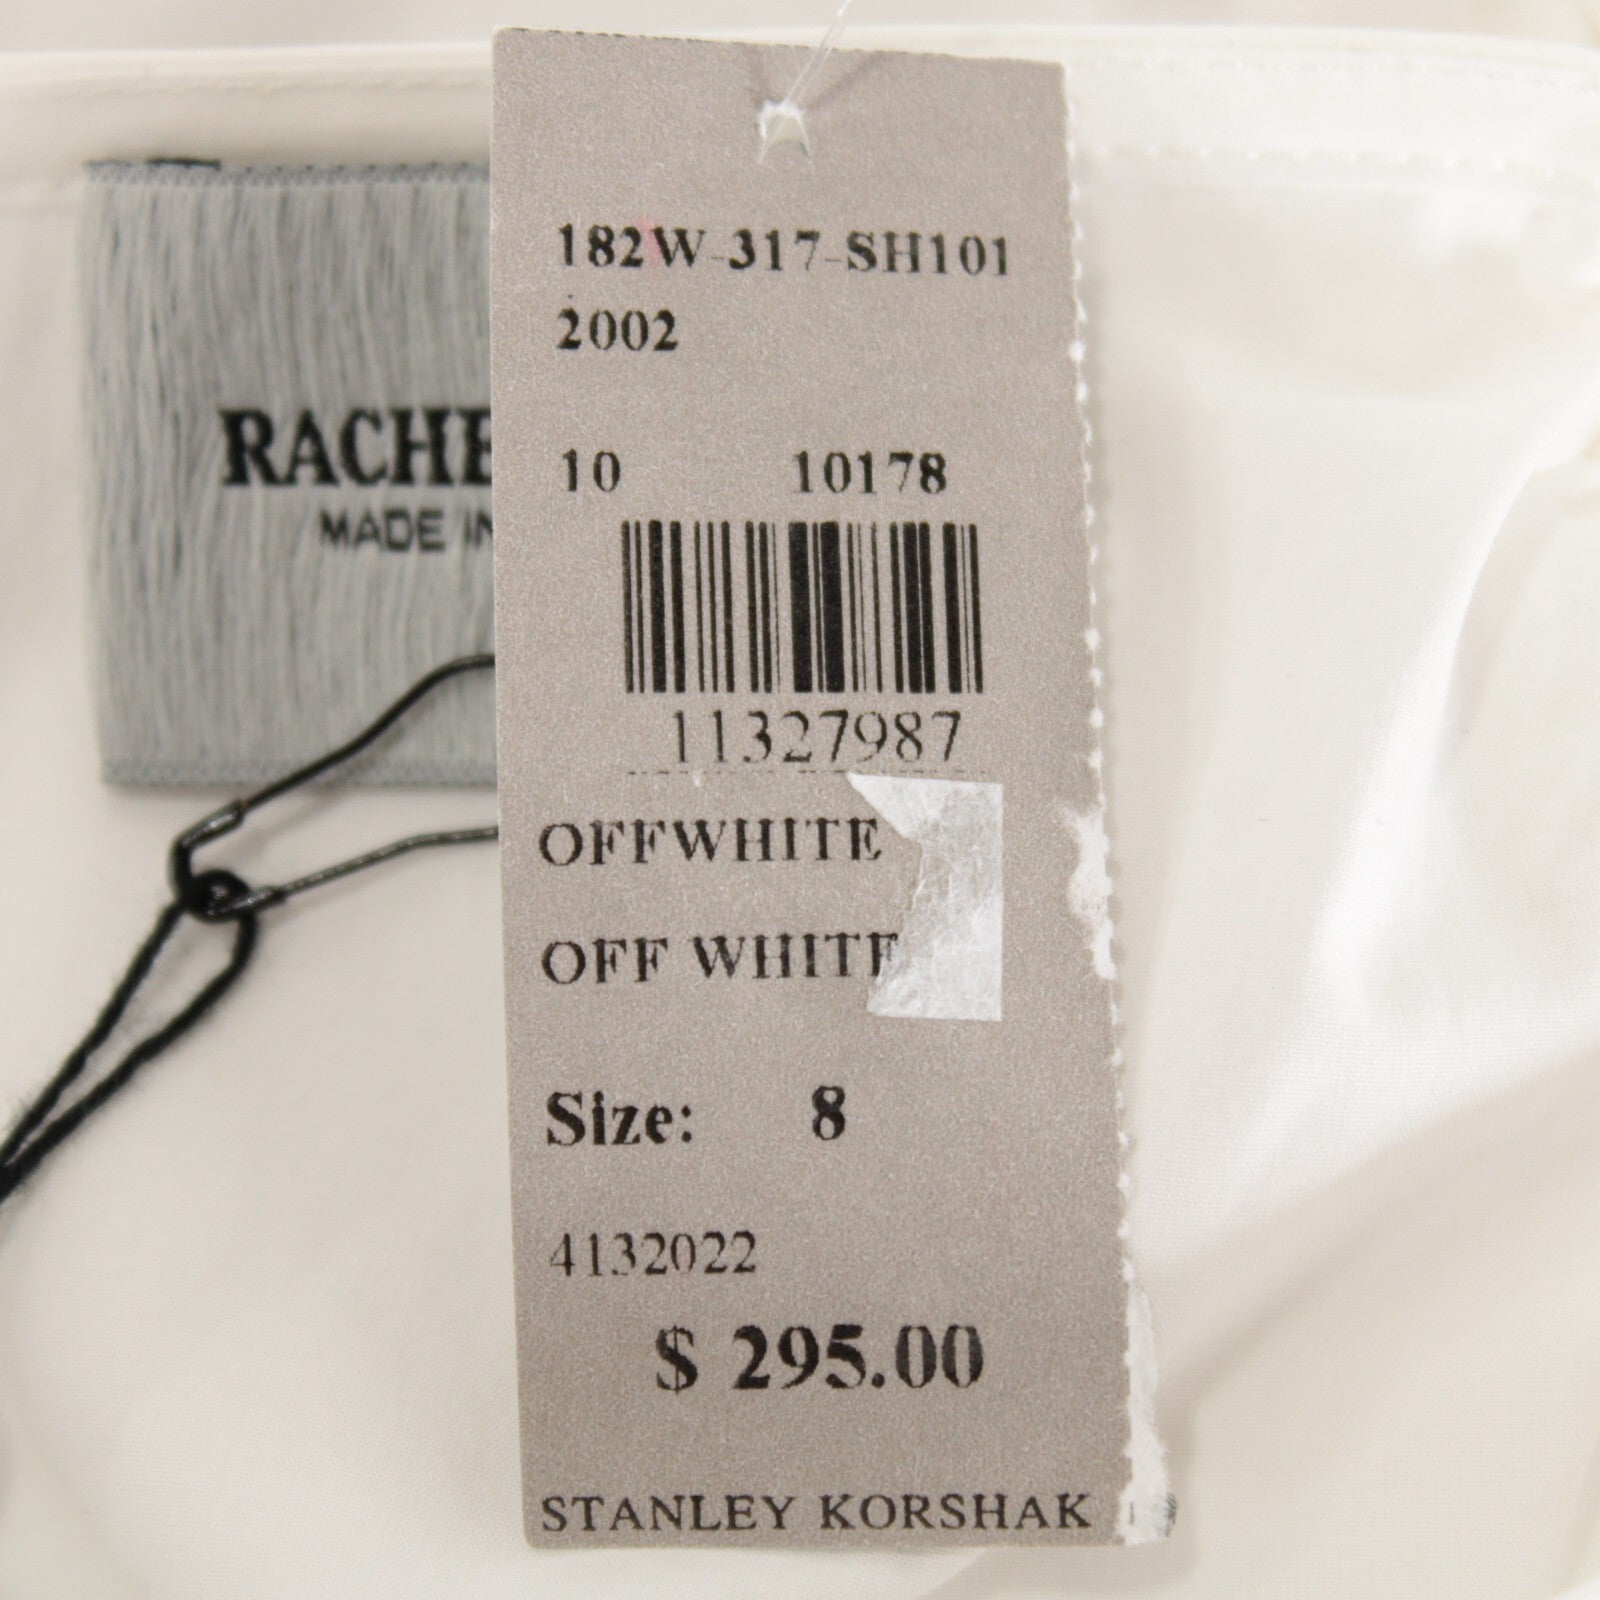 182W-317-SH101
2002
10 10178
11327987
OFFWHITE
OFF WHITE
Size: 8
4132022
$ 295.00
STANLEY KORSHAK
RACHE
MADE IN